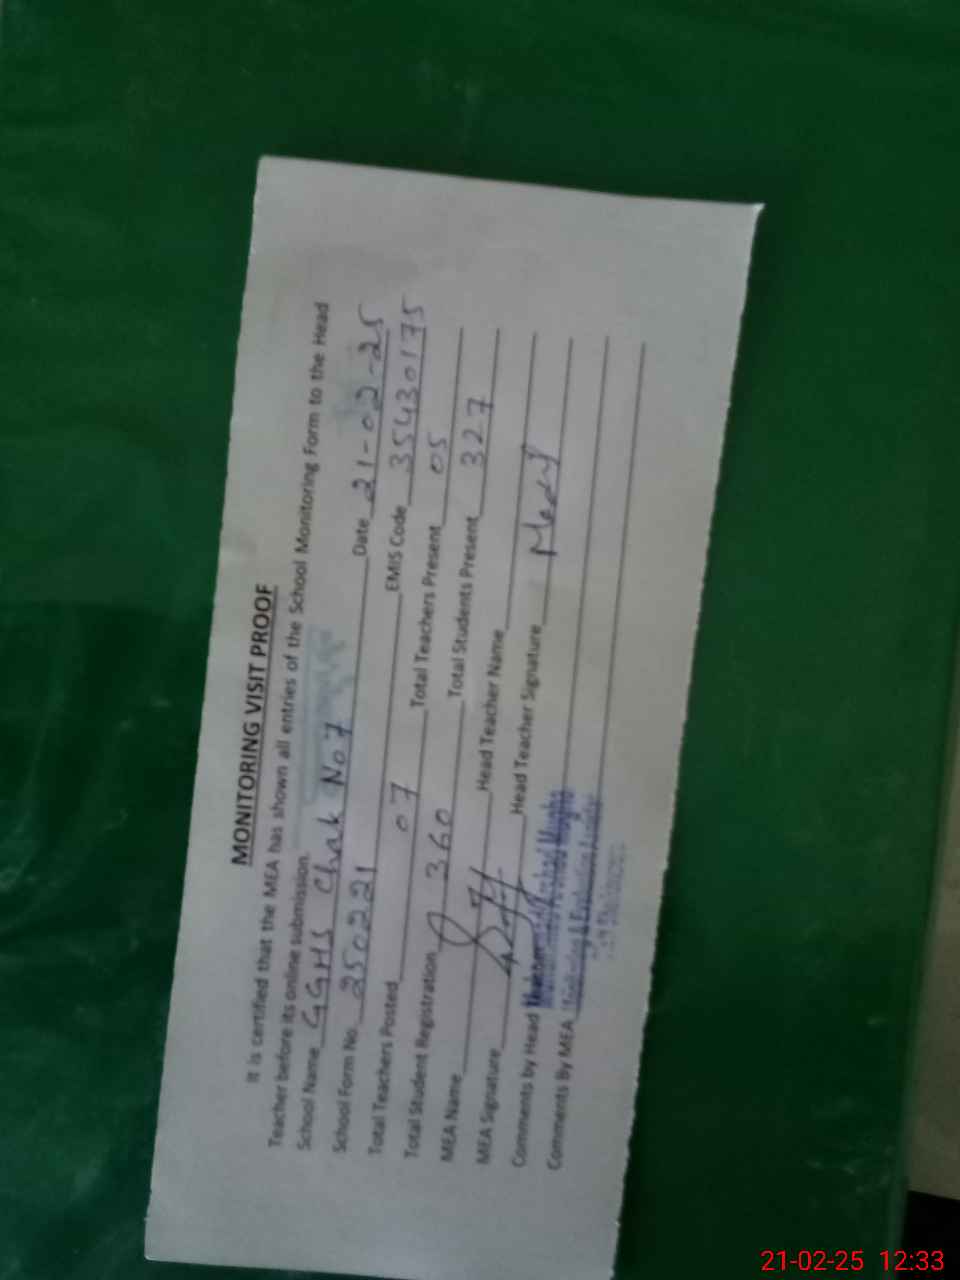 MONITORING VISIT PROOF
It is certified that the MEA has shown all entries of the School Monitoring Form to the Head
Teacher before its online submission.
School Name GGHS Chak No 7 Date 21-02-25
School Form No. 250221 EMIS Code 35430175
Total Teachers Posted 07 Total Teachers Present 05
Total Student Registration 360 Total Students Present 327
MEA Name Head Teacher Name
MEA Signature Head Teacher Signature
Comments by Head
Comments By MEA
21-02-25 12:33